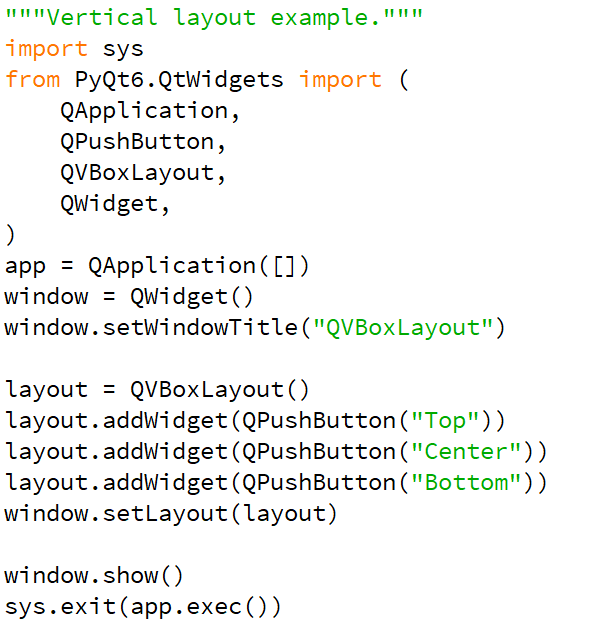 """Vertical layout example."""
import sys
from PyQt6.QtWidgets import (
    QApplication,
    QPushButton,
    QVBoxLayout,
    QWidget,
)
app = QApplication([])
window = QWidget()
window.setWindowTitle("QVBoxLayout")

layout = QVBoxLayout()
layout.addWidget(QPushButton("Top"))
layout.addWidget(QPushButton("Center"))
layout.addWidget(QPushButton("Bottom"))
window.setLayout(layout)

window.show()
sys.exit(app.exec())